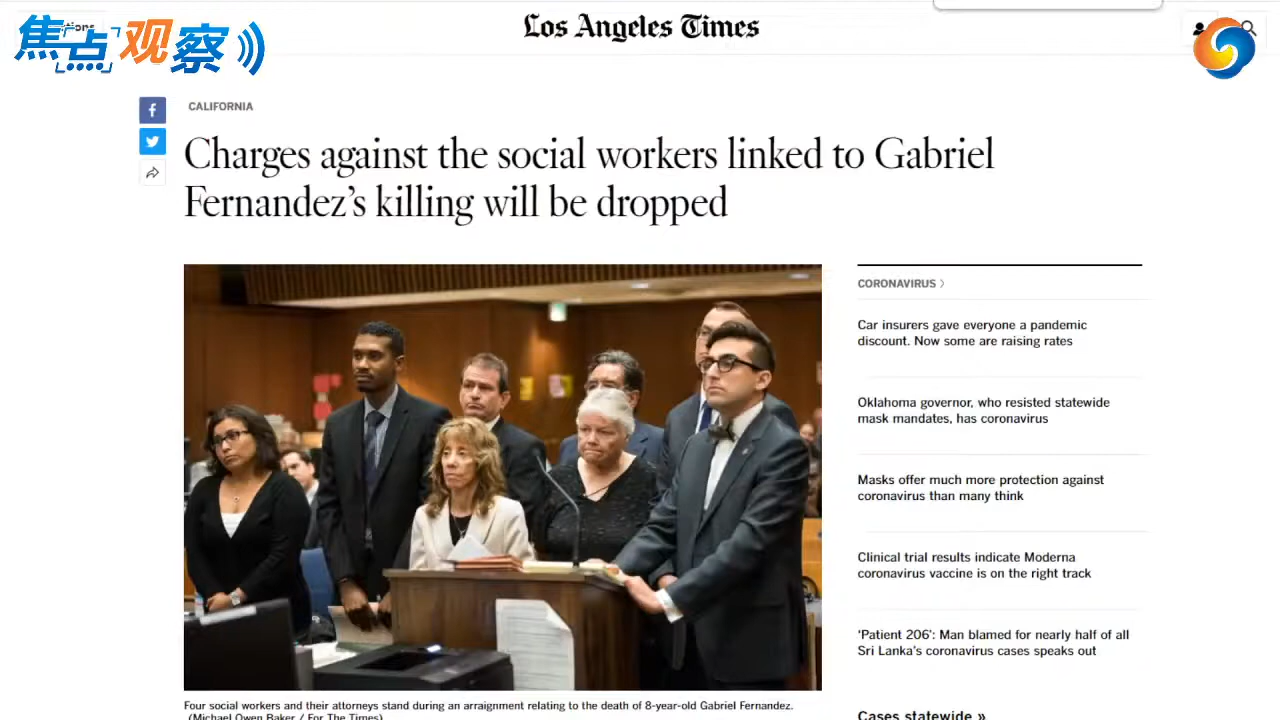 焦点观察
Los Angeles Times
CALIFORNIA
Charges against the social workers linked to Gabriel
Fernandez’s killing will be dropped
CORONAVIRUS
Car insurers gave everyone a pandemic
discount. Now some are raising rates
Oklahoma governor, who resisted statewide
mask mandates, has coronavirus
Masks offer much more protection against
coronavirus than many think
Clinical trial results indicate Moderna
coronavirus vaccine is on the right track
‘Patient 206’: Man blamed for nearly half of all
Sri Lanka’s coronavirus cases speaks out
Cases statewide »
Four social workers and their attorneys stand during an arraignment relating to the death of 8-year-old Gabriel Fernandez.
(Michael Owen Baker / For The Times)